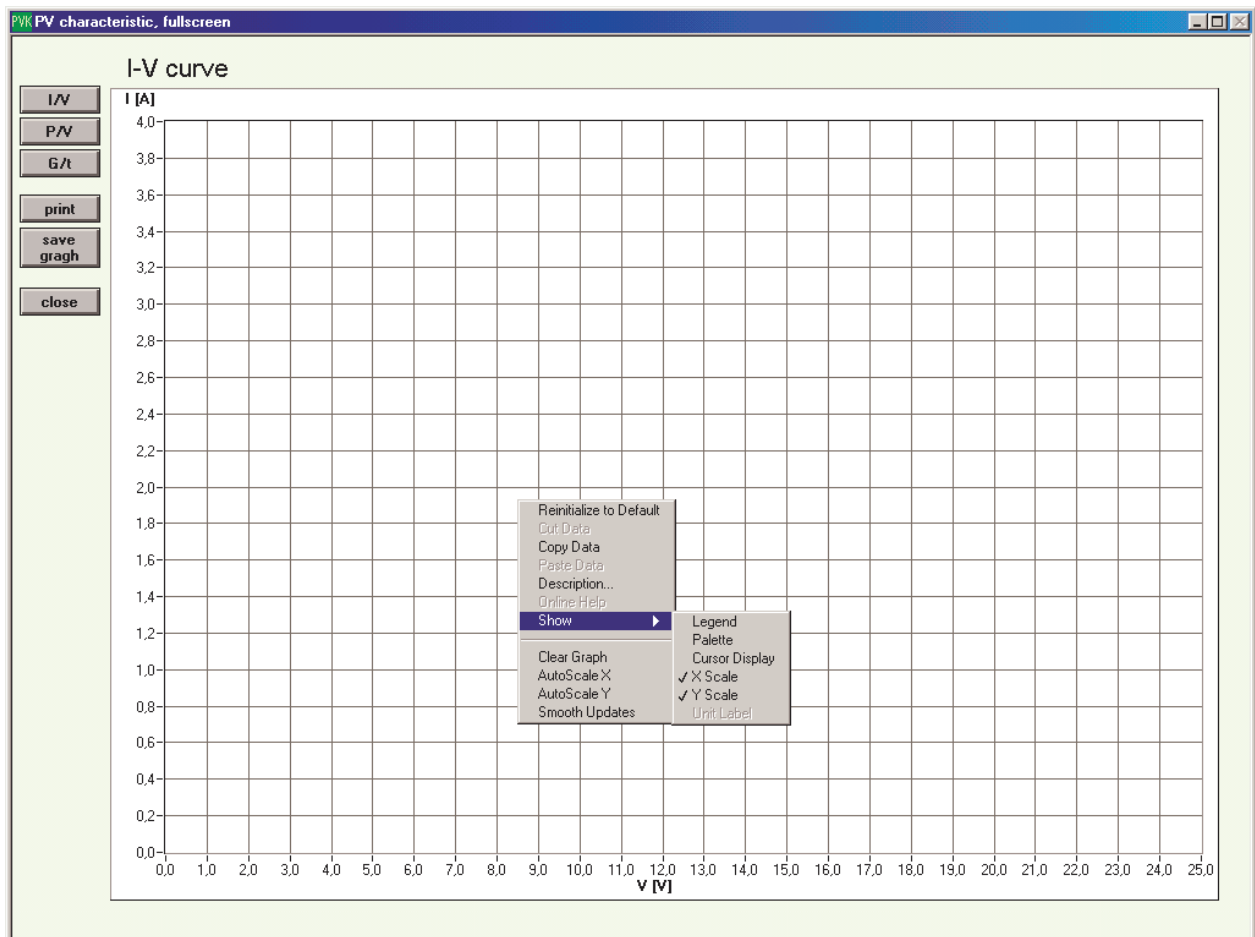 PVK PV characteristic, fullscreen
I-V curve
I/V
P/V
G/t
print
save
gragh
close
I [A]
4,0
3,8
3,6
3,4
3,2
3,0
2,8
2,6
2,4
2,2
2,0
1,8
1,6
1,4
1,2
1,0
0,8
0,6
0,4
0,2
0,0
Reinitialize to Default
Cut Data
Copy Data
Paste Data
Description...
Online Help
Show
Clear Graph
AutoScale X
AutoScale Y
Smooth Updates
Legend
Palette
Cursor Display
X Scale
Y Scale
Unit Label
0,0 1,0 2,0 3,0 4,0 5,0 6,0 7,0 8,0 9,0 10,0 11,0 12,0 13,0 14,0 15,0 16,0 17,0 18,0 19,0 20,0 21,0 22,0 23,0 24,0 25,0
V [V]